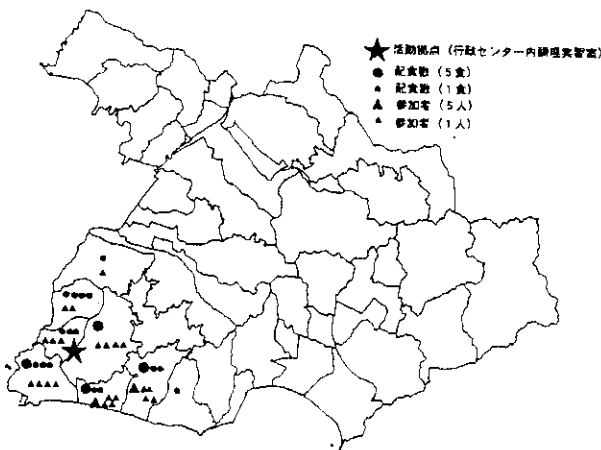 活動拠点（行政センター内調理実習室）
配食数（5食）
配食数（1食）
参加者（5人）
参加者（1人）